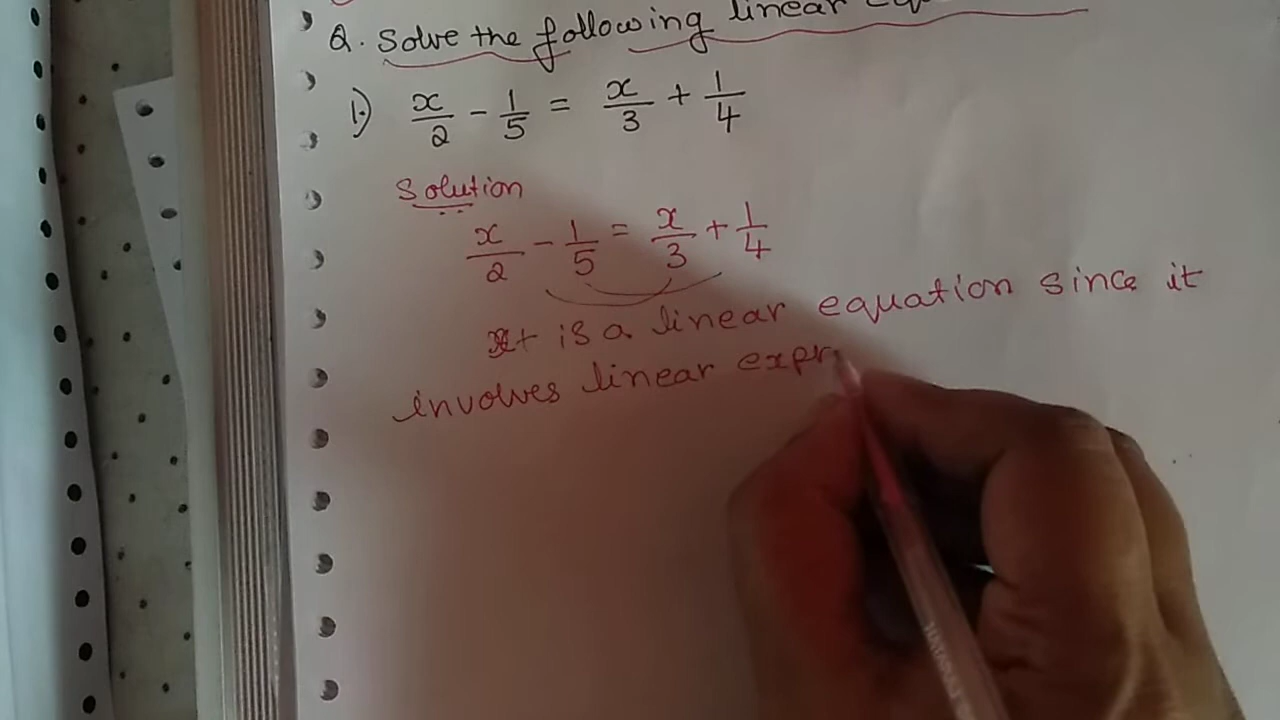 Q. Solve the following linear
1.) x/2 - 1/5 = x/3 + 1/4
Solution
x/2 - 1/5 = x/3 + 1/4
It is a linear equation since it
involves linear expr